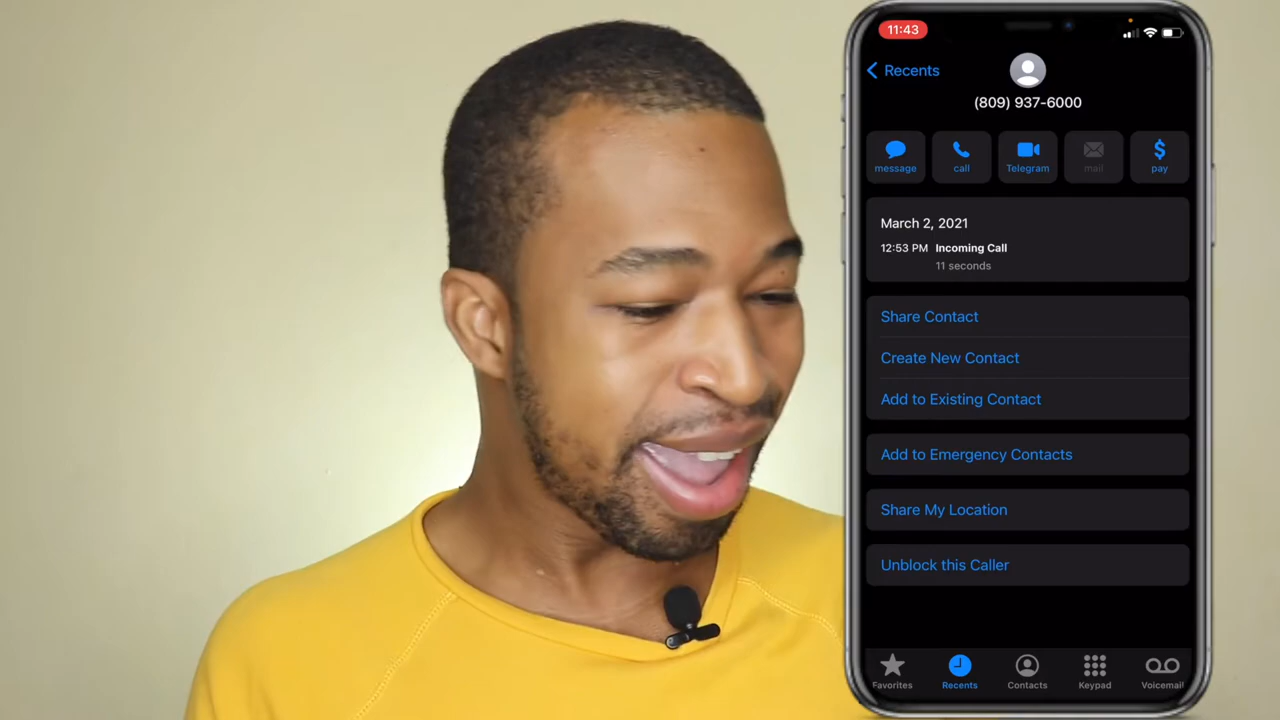 11:43
Recents
(809) 937-6000
message
call
Telegram
mail
pay
March 2, 2021
12:53 PM Incoming Call
11 seconds
Share Contact
Create New Contact
Add to Existing Contact
Add to Emergency Contacts
Share My Location
Unblock this Caller
Favorites
Recents
Contacts
Keypad
Voicemail